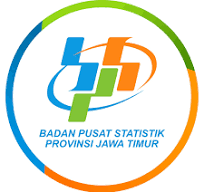 BADAN PUSAT STATISTIK
PROVINSI JAWA TIMUR